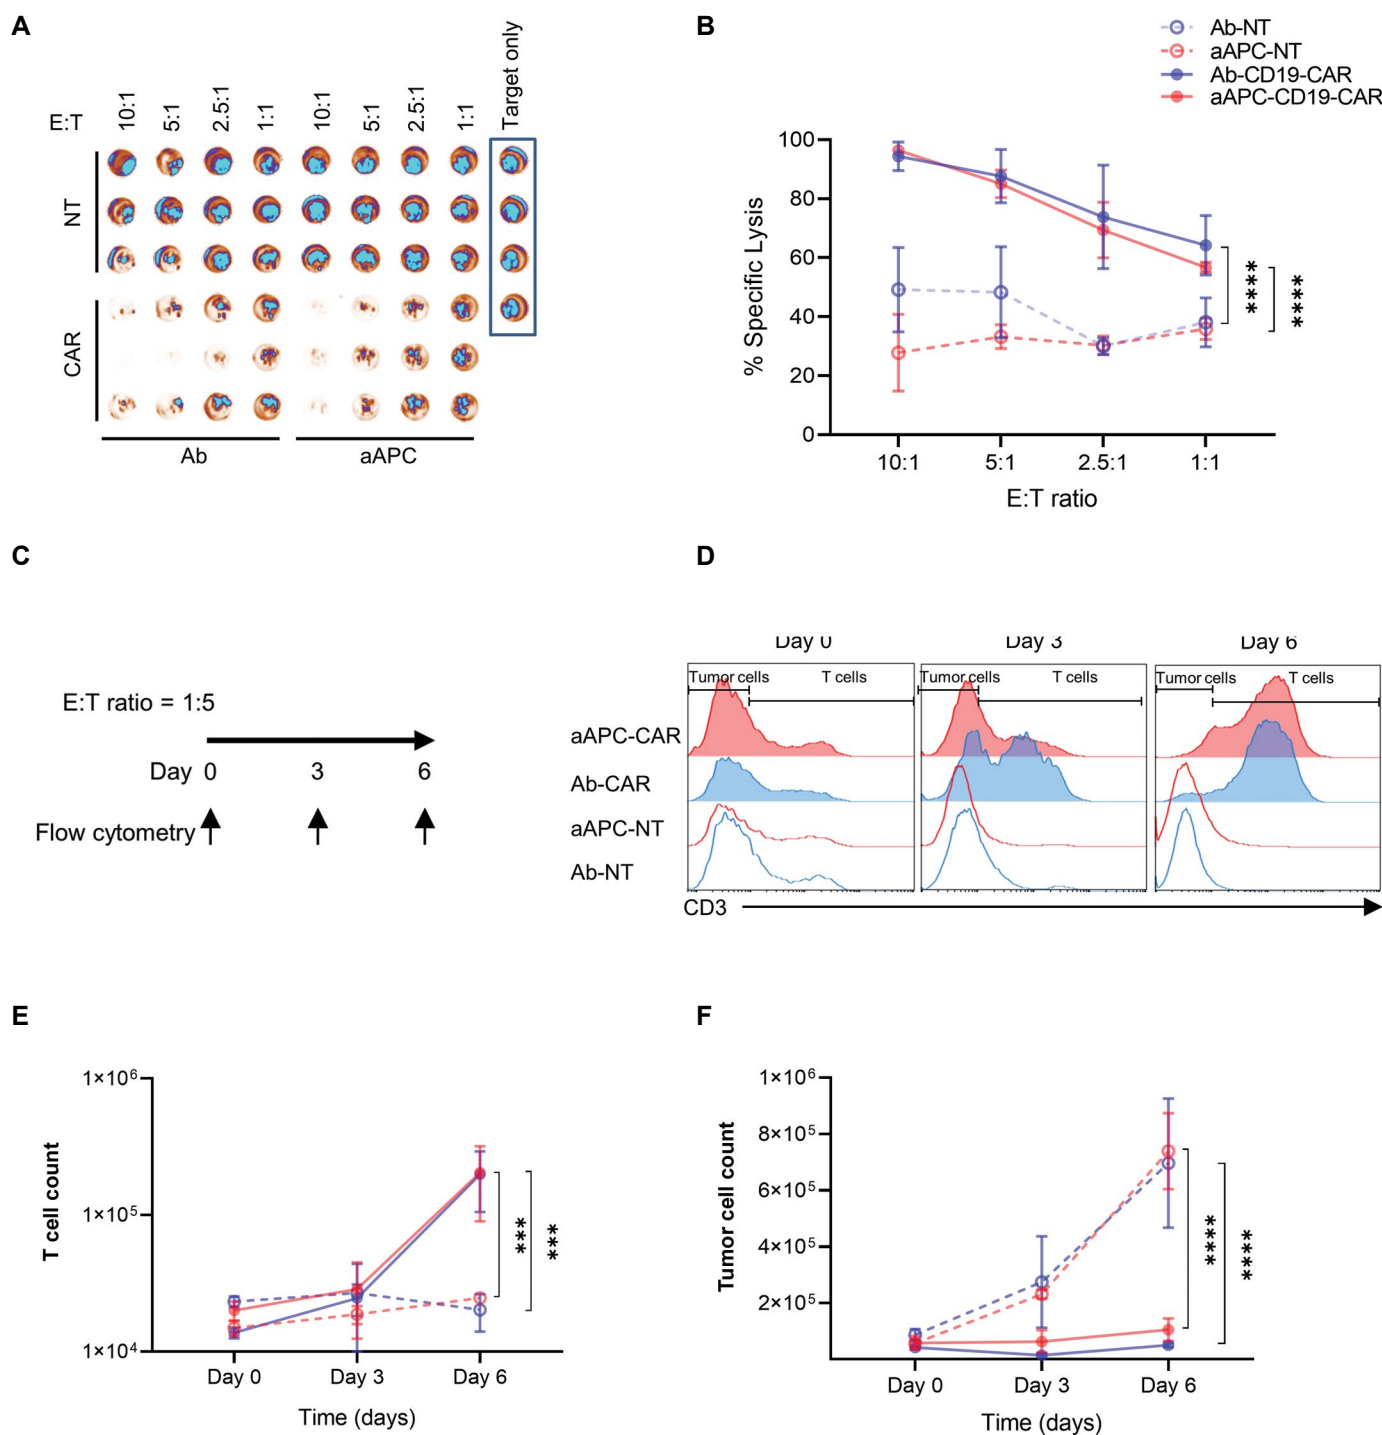 A
E:T
10:1
5:1
2.5:1
1:1
10:1
5:1
2.5:1
1:1
Target only
NT
CAR
Ab
aAPC
B
Ab-NT
aAPC-NT
Ab-CD19-CAR
aAPC-CD19-CAR
% Specific Lysis
100
80
60
40
20
0
10:1
5:1
2.5:1
1:1
E:T ratio
****
****
C
E:T ratio = 1:5
Day 0 3 6
Flow cytometry
D
Day 0
Day 3
Day 6
Tumor cells
T cells
Tumor cells
T cells
Tumor cells
T cells
aAPC-CAR
Ab-CAR
aAPC-NT
Ab-NT
CD3
E
T cell count
1×10⁶
1×10⁵
1×10⁴
Day 0
Day 3
Day 6
Time (days)
***
***
F
Tumor cell count
1×10⁶
8×10⁵
6×10⁵
4×10⁵
2×10⁵
Day 0
Day 3
Day 6
Time (days)
****
****